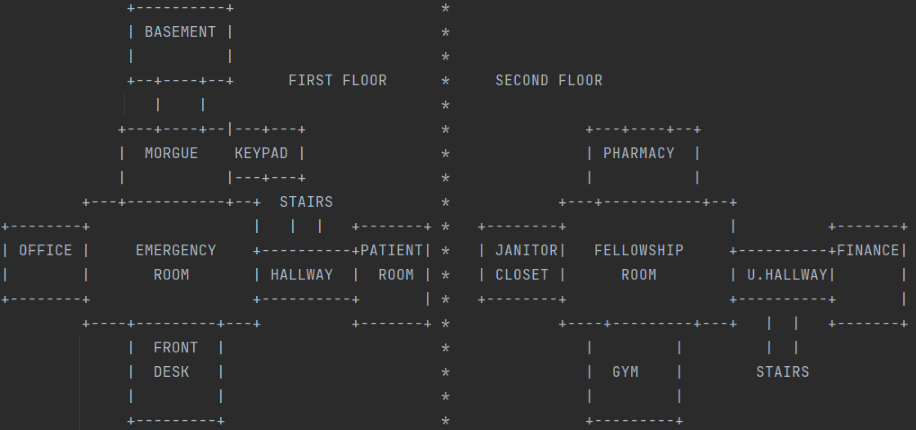 BASEMENT
FIRST FLOOR SECOND FLOOR
MORGUE KEYPAD PHARMACY
STAIRS
OFFICE EMERGENCY PATIENT JANITOR FELLOWSHIP FINANCE
ROOM HALLWAY ROOM CLOSET ROOM U.HALLWAY
FRONT
DESK GYM STAIRS